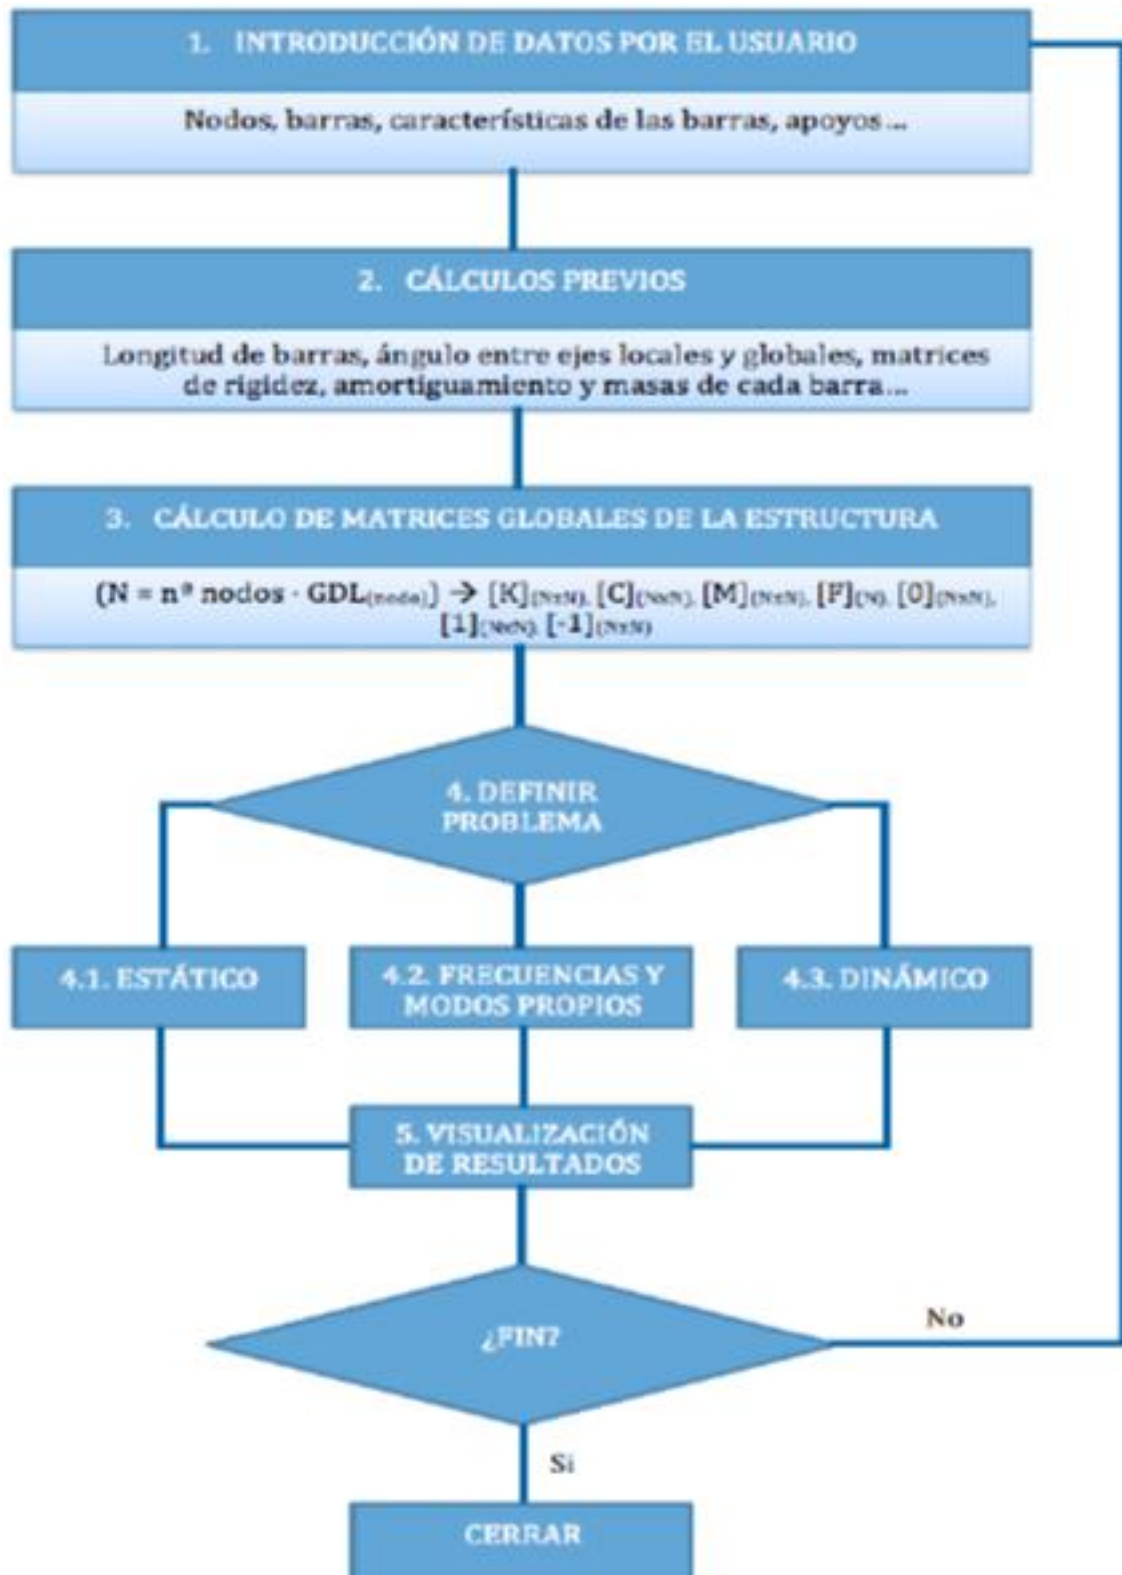 1. INTRODUCCIÓN DE DATOS POR EL USUARIO
Nodos, barras, características de las barras, apoyos...
2. CÁLCULOS PREVIOS
Longitud de barras, ángulo entre ejes locales y globales, matrices
de rigidez, amortiguamiento y masas de cada barra...
3. CÁLCULO DE MATRICES GLOBALES DE LA ESTRUCTURA
(N = nº nodos · GDL(nodo)) → [K](NxN), [C](NxN), [M](NxN), [F](N), [0](NxN),
[1](NxN), [-1](NxN)
4. DEFINIR
PROBLEMA
4.1. ESTÁTICO
4.2. FRECUENCIAS Y
MODOS PROPIOS
4.3. DINÁMICO
5. VISUALIZACIÓN
DE RESULTADOS
¿FIN?
No
Si
CERRAR